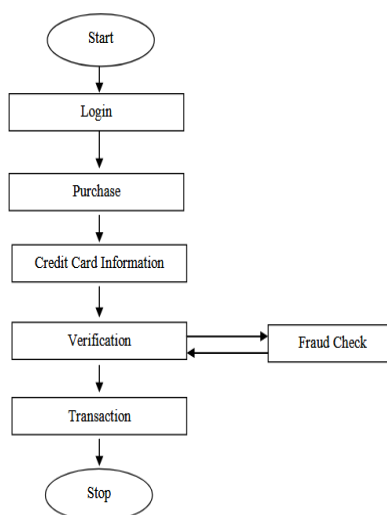 Start
Login
Purchase
Credit Card Information
Verification
Fraud Check
Transaction
Stop